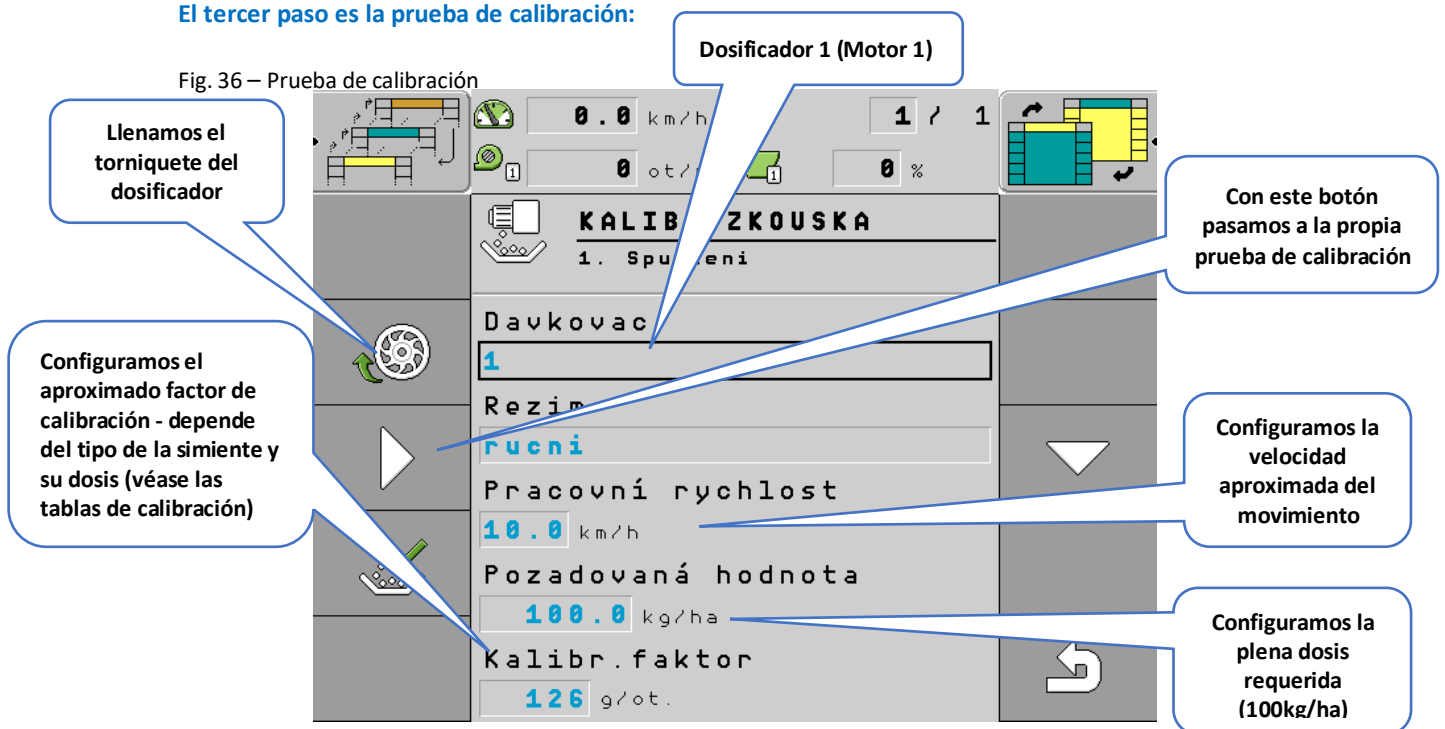 El tercer paso es la prueba de calibración:
Dosificador 1 (Motor 1)
Fig. 36 – Prueba de calibración
Llenamos el
torniquete del
dosificador
0.0 km/h
1 / 1
1
0 ot/
1
0 %
Con este botón
pasamos a la propia
prueba de calibración
KALIB ZKOUSKA
1. Spu eni
Davkovac
1
Configuramos el
aproximado factor de
calibración - depende
del tipo de la simiente y
su dosis (véase las
tablas de calibración)
Rezim
rucni
Pracovní rychlost
10.0 km/h
Configuramos la
velocidad
aproximada del
movimiento
Pozadovaná hodnota
100.0 kg/ha
Configuramos la
plena dosis
requerida
(100kg/ha)
Kalibr.faktor
126 g/ot.